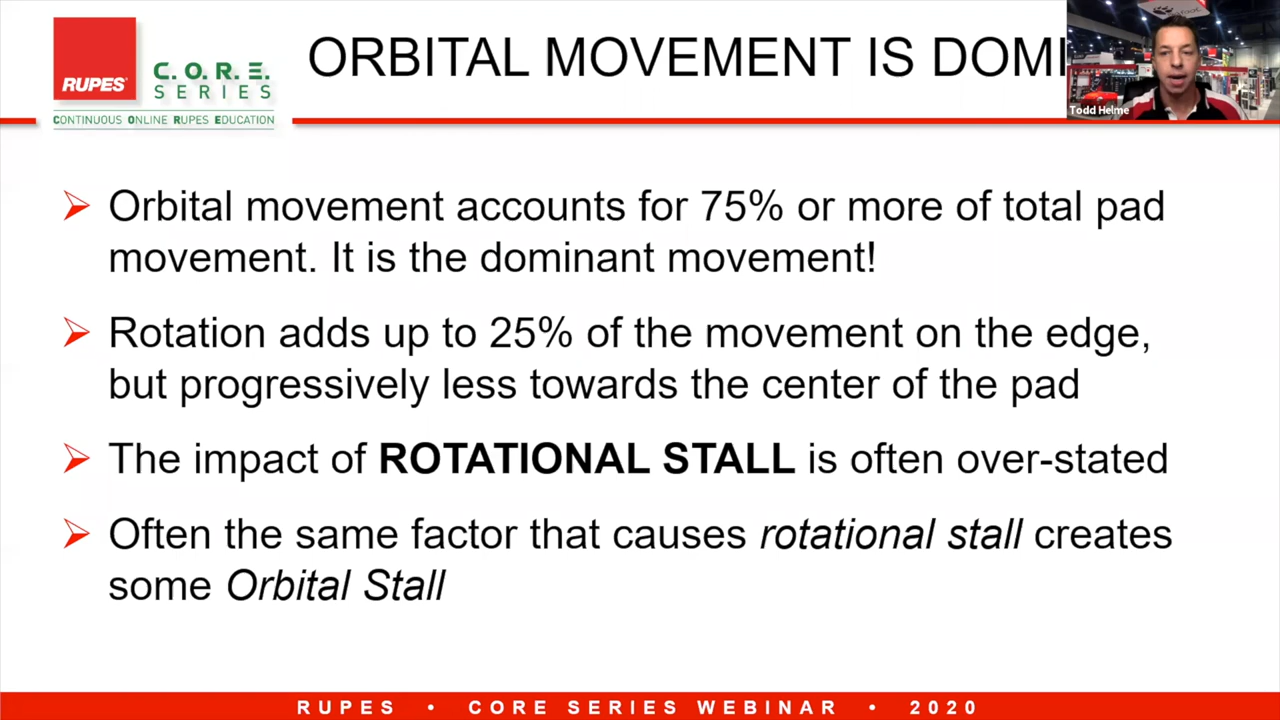 RUPES
C.O.R.E.
SERIES
CONTINUOUS ONLINE RUPES EDUCATION
ORBITAL MOVEMENT IS DOMI
Todd Helme
Orbital movement accounts for 75% or more of total pad
movement. It is the dominant movement!
Rotation adds up to 25% of the movement on the edge,
but progressively less towards the center of the pad
The impact of ROTATIONAL STALL is often over-stated
Often the same factor that causes rotational stall creates
some Orbital Stall
RUPES • CORE SERIES WEBINAR • 2020